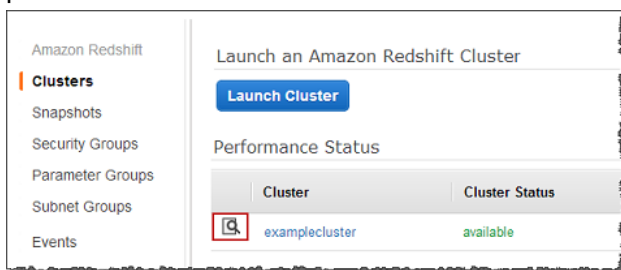 Amazon Redshift
Clusters
Snapshots
Security Groups
Parameter Groups
Subnet Groups
Events
Launch an Amazon Redshift Cluster
Launch Cluster
Performance Status
Cluster Cluster Status
examplecluster available